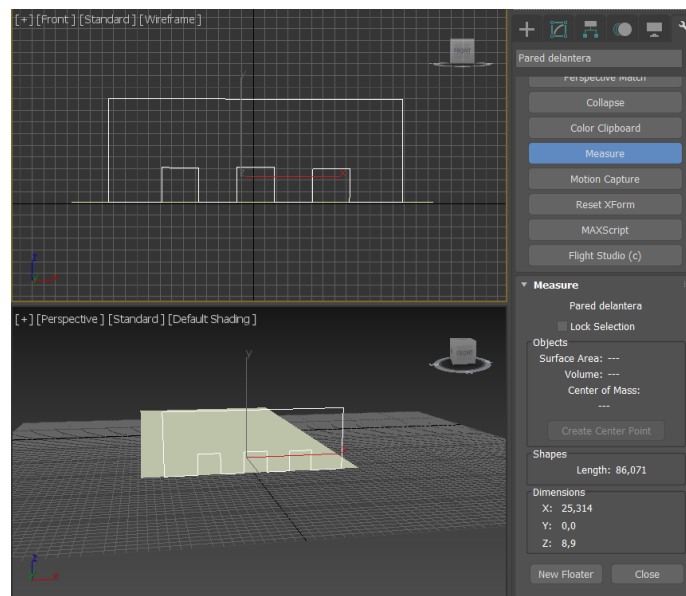 [+] [Front ] [Standard ] [Wireframe ]
RIGHT
y
z
x
z
x
Pared delantera
Perspective Match
Collapse
Color Clipboard
Measure
Motion Capture
Reset XForm
MAXScript
Flight Studio (c)
Measure
Pared delantera
Lock Selection
Objects
Surface Area: ---
Volume: ---
Center of Mass:
---
Create Center Point
Shapes
Length: 86,071
Dimensions
X: 25,314
Y: 0,0
Z: 8,9
New Floater
Close
[+] [Perspective ] [Standard ] [Default Shading ]
RIGHT
y
z
x